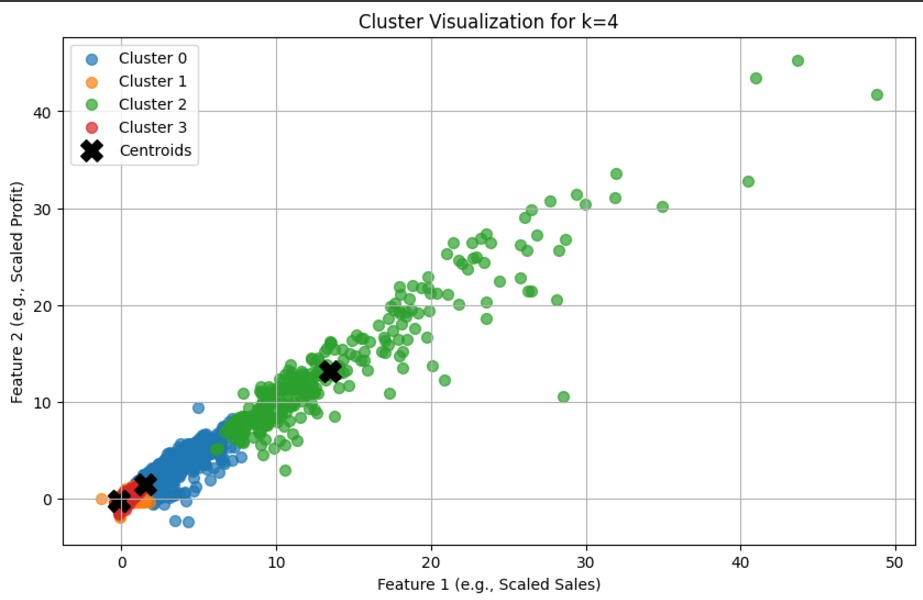 Cluster Visualization for k=4
Cluster 0
Cluster 1
Cluster 2
Cluster 3
Centroids
Feature 2 (e.g., Scaled Profit)
40
30
20
10
0
0 10 20 30 40 50
Feature 1 (e.g., Scaled Sales)